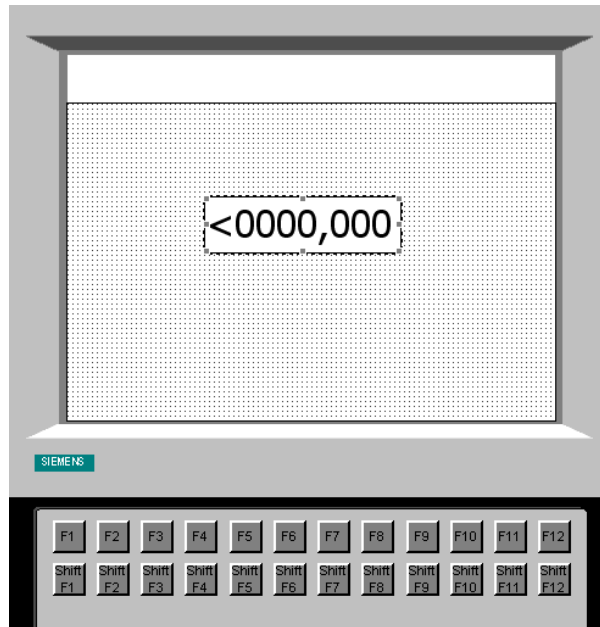 <0000,000
SIEMENS
F1 F2 F3 F4 F5 F6 F7 F8 F9 F10 F11 F12
Shift Shift Shift Shift Shift Shift Shift Shift Shift Shift Shift Shift
F1 F2 F3 F4 F5 F6 F7 F8 F9 F10 F11 F12